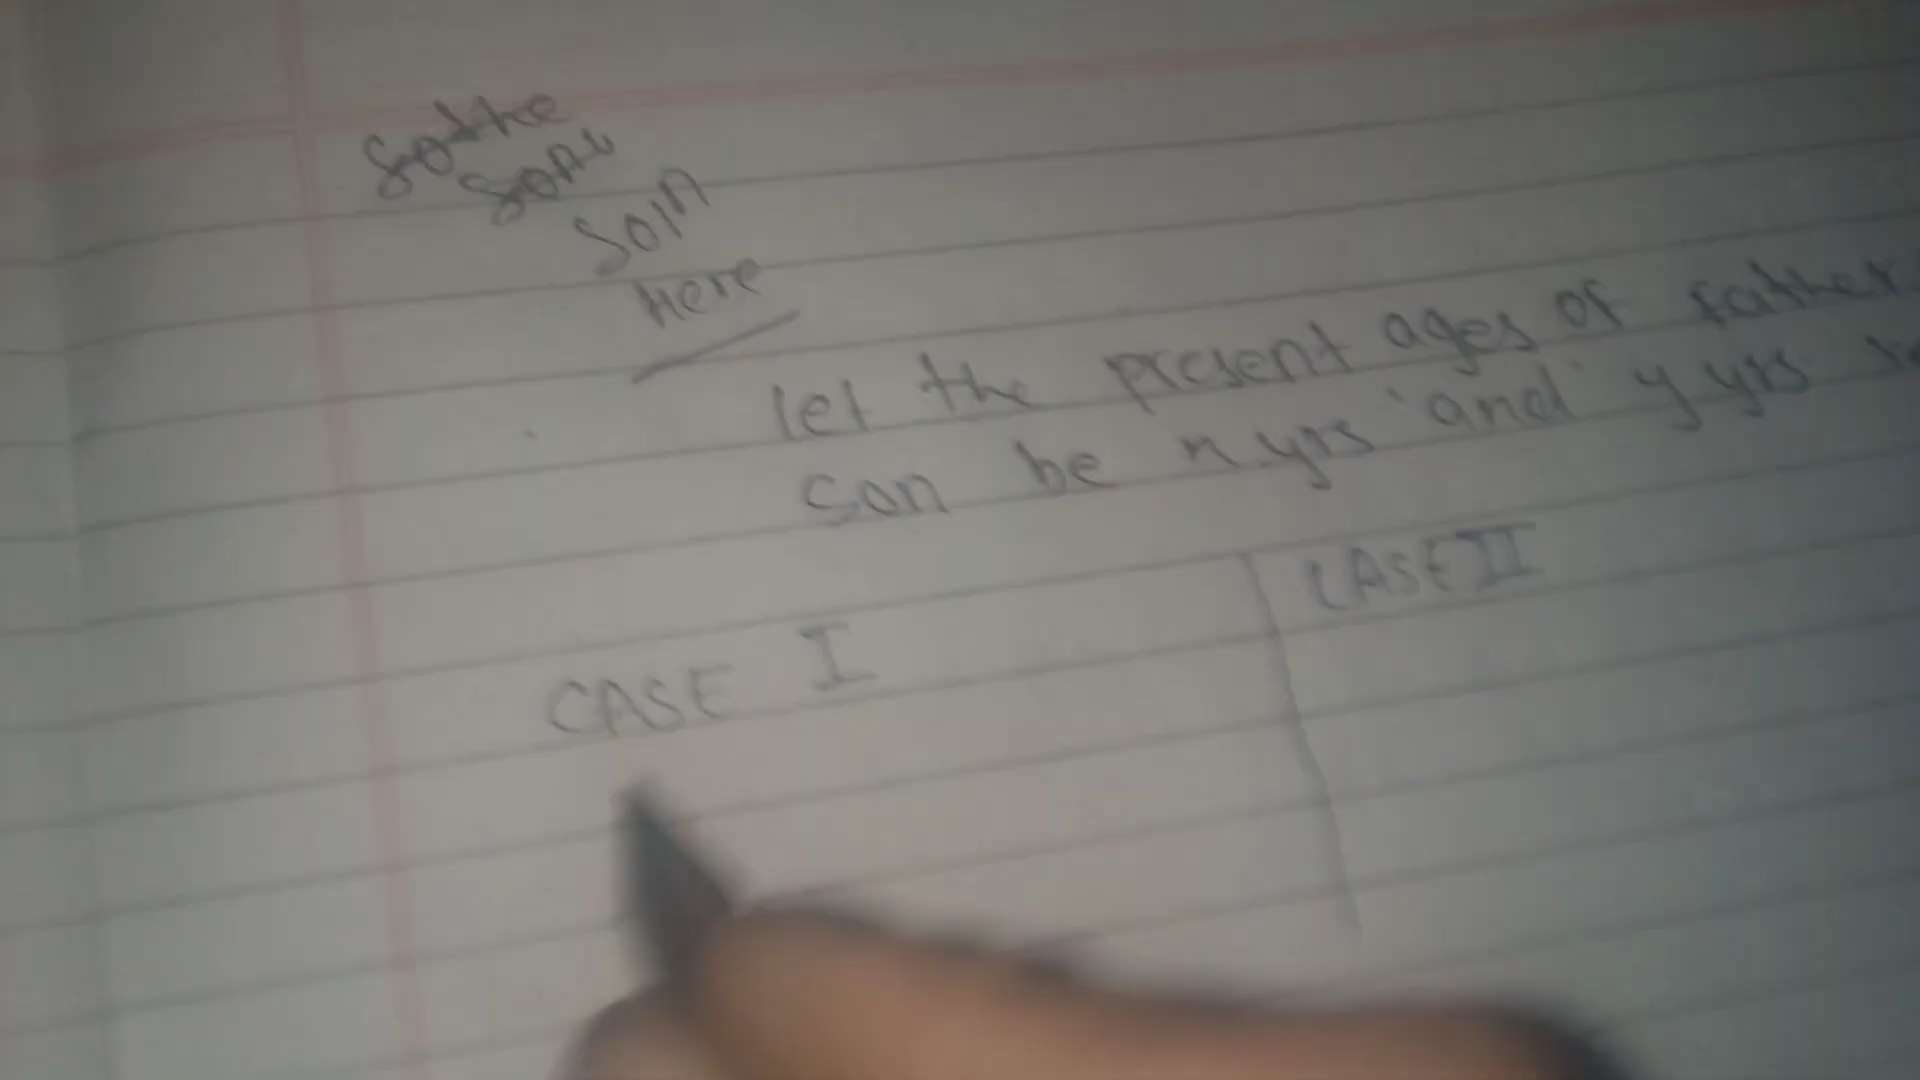 Soln
Here
let the present ages of father
son be x yrs and y yrs
CASE I
CASE II